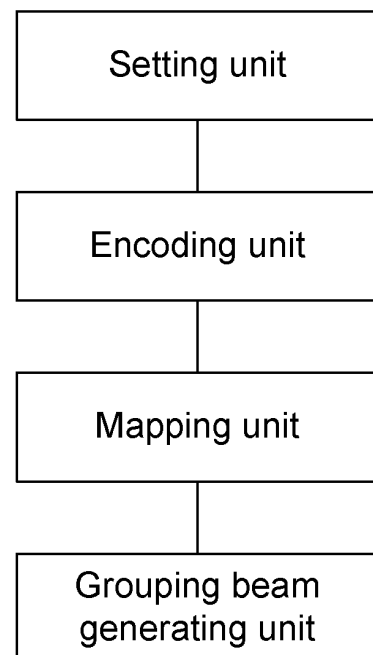 Setting unit
Encoding unit
Mapping unit
Grouping beam
generating unit